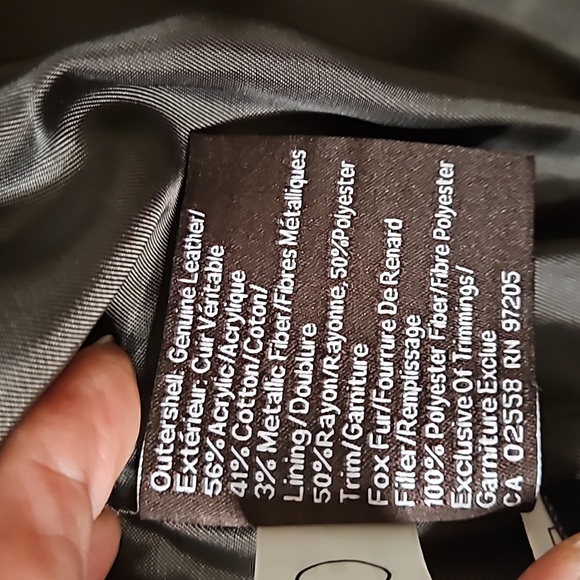 Outershell: Genuine Leather/
Extérieur: Cuir Véritable
56% Acrylic/Acrylique
41% Cotton/Coton/
3% Metallic Fiber/Fibres Métalliques
Lining/Doublure
50%Rayon/Rayonne, 50%Polyester
Trim/Garniture
Fox Fur/Fourrure De Renard
Filler/Remplissage
100% Polyester Fiber/Fibre Polyester
Exclusive Of Trimmings/
Garniture Exclue
CA 02558 RN 97205